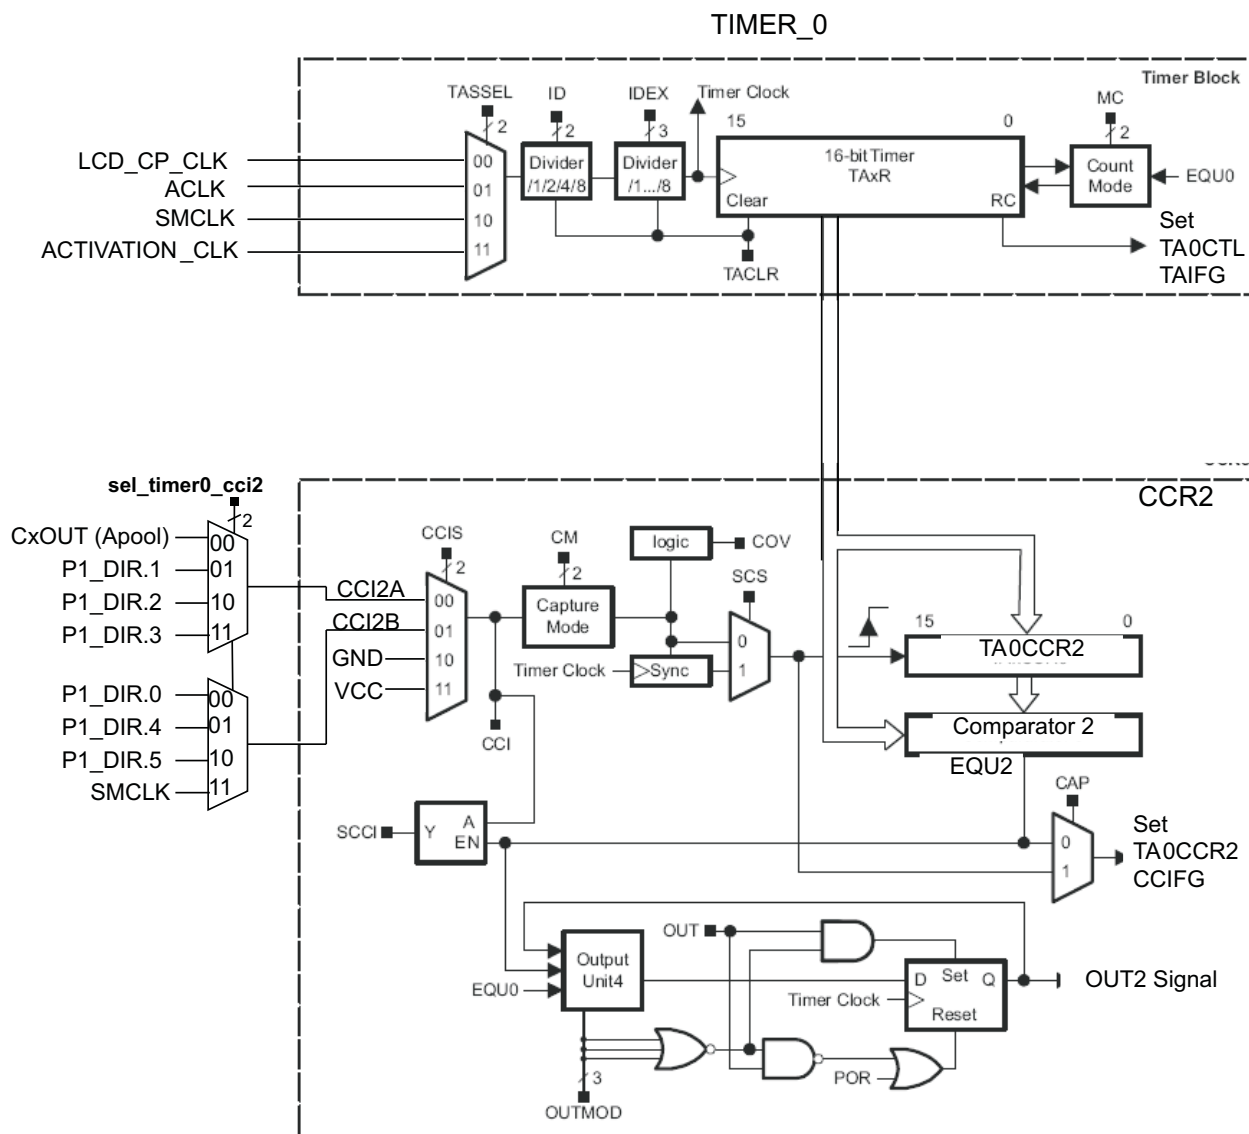 TIMER_0
Timer Block
TASSEL
2
ID
2
IDEX
3
Timer Clock
15
0
MC
2
LCD_CP_CLK
00
ACLK
01
SMCLK
10
ACTIVATION_CLK
11
Divider
/1/2/4/8
Divider
/1.../8
16-bit Timer
TAxR
Clear
RC
Count
Mode
EQU0
Set
TA0CTL
TAIFG
TACLR
sel_timer0_cci2
2
CCR2
CxOUT (Apool)
00
P1_DIR.1
01
P1_DIR.2
10
P1_DIR.3
11
P1_DIR.0
00
P1_DIR.4
01
P1_DIR.5
10
SMCLK
11
CCIS
2
CCI2A
00
CCI2B
01
GND
10
VCC
11
CCI
CM
2
Capture
Mode
logic
COV
SCS
0
1
Timer Clock
Sync
15
0
TA0CCR2
Comparator 2
EQU2
CAP
0
1
Set
TA0CCR2
CCIFG
SCCI
Y
A
EN
OUT
Output
Unit4
EQU0
Timer Clock
D
Set
Q
Reset
OUT2 Signal
POR
3
OUTMOD